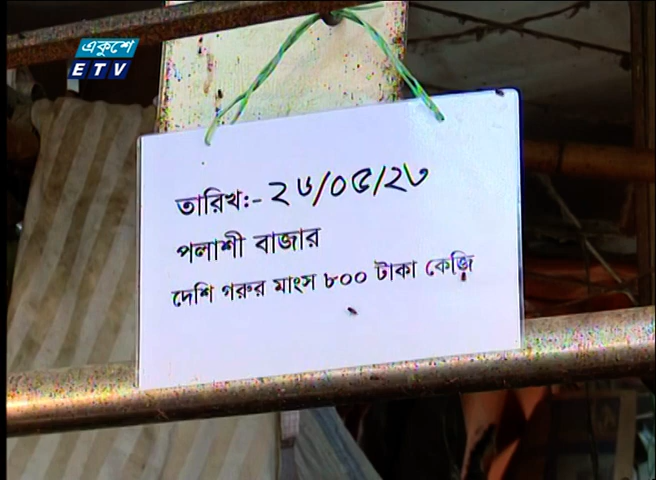 একুশে
ETV
তারিখঃ- ২৬/০৫/২৩
পলাশী বাজার
দেশি গরুর মাংস ৮০০ টাকা কেজি